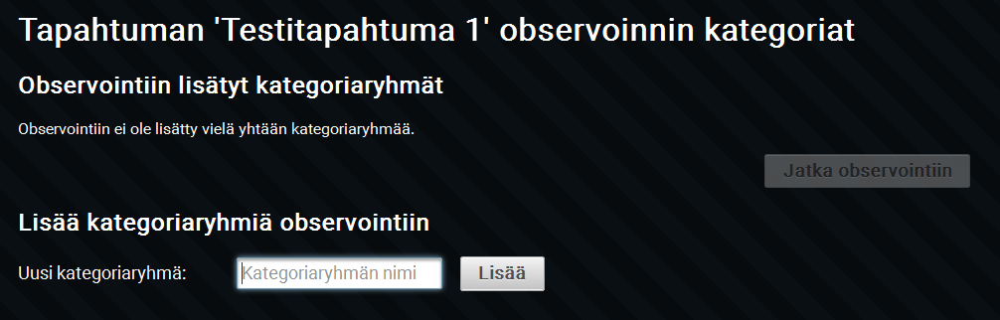 Tapahtuman 'Testitapahtuma 1' observoinnin kategoriat
Observointiin lisätyt kategoriaryhmät
Observointiin ei ole lisätty vielä yhtään kategoriaryhmää.
Jatka observointiin
Lisää kategoriaryhmiä observointiin
Uusi kategoriaryhmä: Kategoriaryhmän nimi Lisää